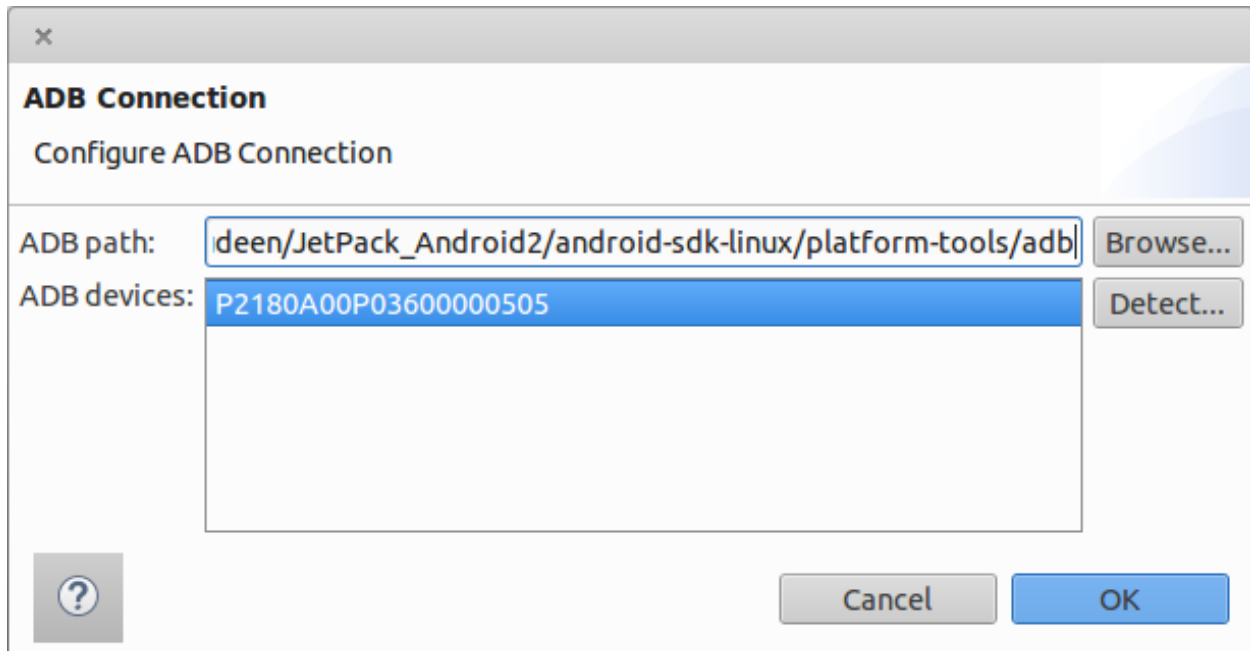 ADB Connection
Configure ADB Connection
ADB path: deen/JetPack_Android2/android-sdk-linux/platform-tools/adb Browse...
ADB devices: P2180A00P03600000505 Detect...
? Cancel OK